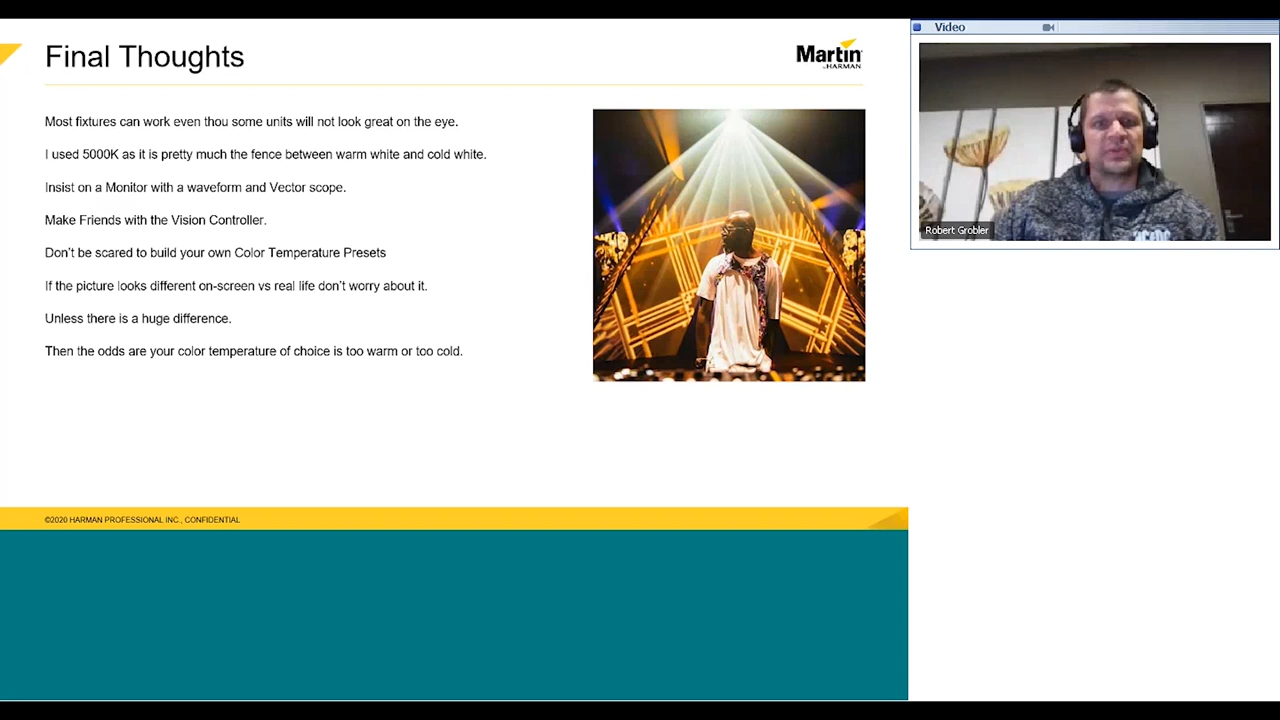 Final Thoughts
Martin
by HARMAN
Most fixtures can work even thou some units will not look great on the eye.
I used 5000K as it is pretty much the fence between warm white and cold white.
Insist on a Monitor with a waveform and Vector scope.
Make Friends with the Vision Controller.
Don't be scared to build your own Color Temperature Presets
If the picture looks different on-screen vs real life don't worry about it.
Unless there is a huge difference.
Then the odds are your color temperature of choice is too warm or too cold.
©2020 HARMAN PROFESSIONAL INC., CONFIDENTIAL
Video
Robert Grobler